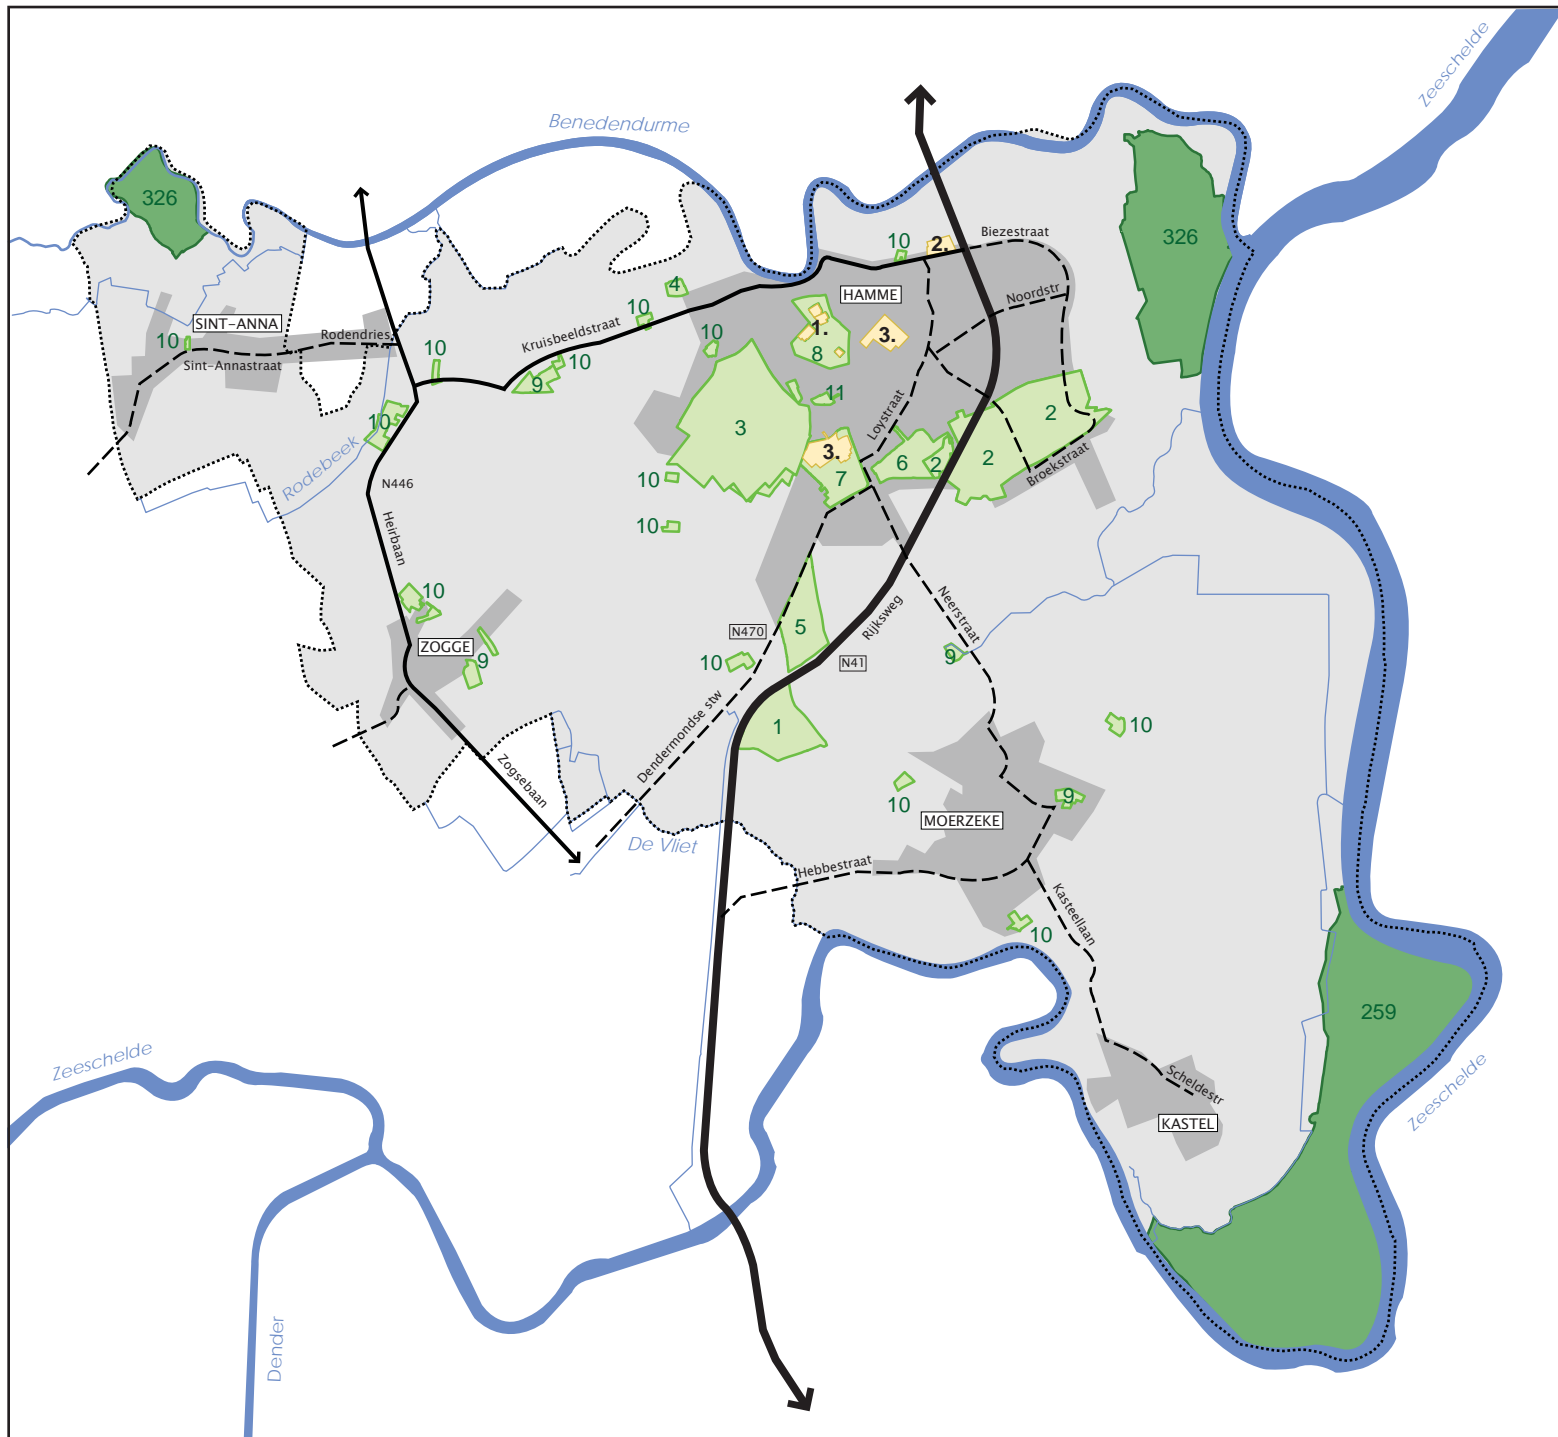 Zeeschelde
Benedendurme
326
326
Biezestraat
10
2.
Noordstr
HAMME
4
10
1.
3.
8
SINT-ANNA
Rodendries
10
Sint-Annastraat
Kruisbeeldstraat
10
10
10
9
11
10
3
Loystraat
2
Rodebeek
3.
6
2
2
7
Broekstraat
N446
10
10
Heirbaan
10
Neerstraat
Rijksweg
ZOGGE
9
N470
5
10
N41
9
1
10
Dendermondse stw
Zogsebaan
10
9
MOERZEKE
De Vliet
Hebbestraat
Kasteellaan
10
259
Zeeschelde
Scheldestr
KASTEL
Zeeschelde
Dender